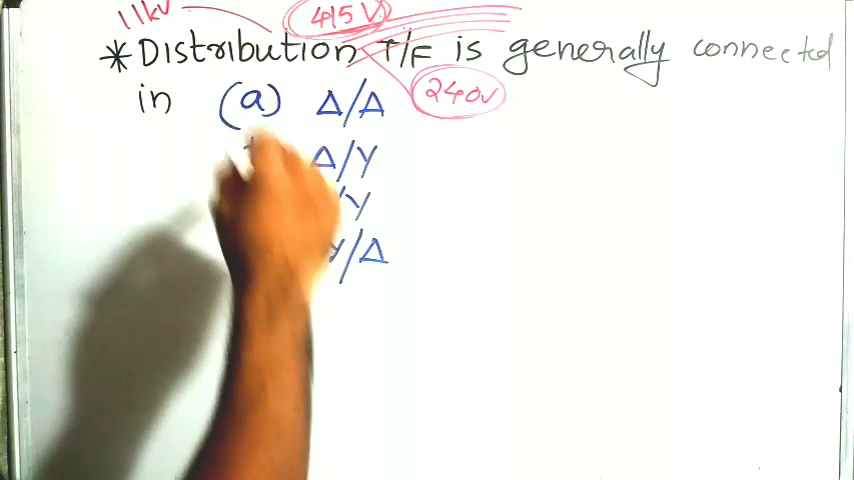 11kv 415 V
*Distribution T/F is generally connected
240v
in (a) Δ/Δ
Δ/Y
/Y
Y/Δ